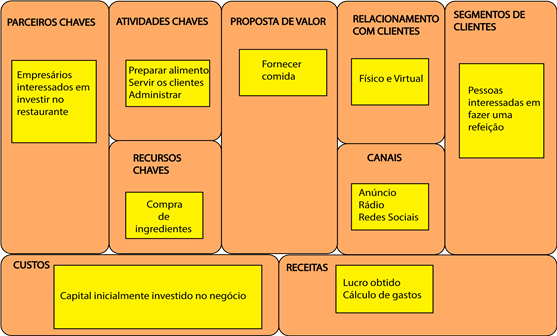 PARCEIROS CHAVES
Empresários
interessados em
investir no
restaurante
ATIVIDADES CHAVES
Preparar alimento
Servir os clientes
Administrar
RECURSOS
CHAVES
Compra
de
ingredientes
PROPOSTA DE VALOR
Fornecer
comida
RELACIONAMENTO
COM CLIENTES
Físico e Virtual
CANAIS
Anúncio
Rádio
Redes Sociais
SEGMENTOS DE
CLIENTES
Pessoas
interessadas em
fazer uma
refeição
CUSTOS
Capital inicialmente investido no negócio
RECEITAS
Lucro obtido
Cálculo de gastos